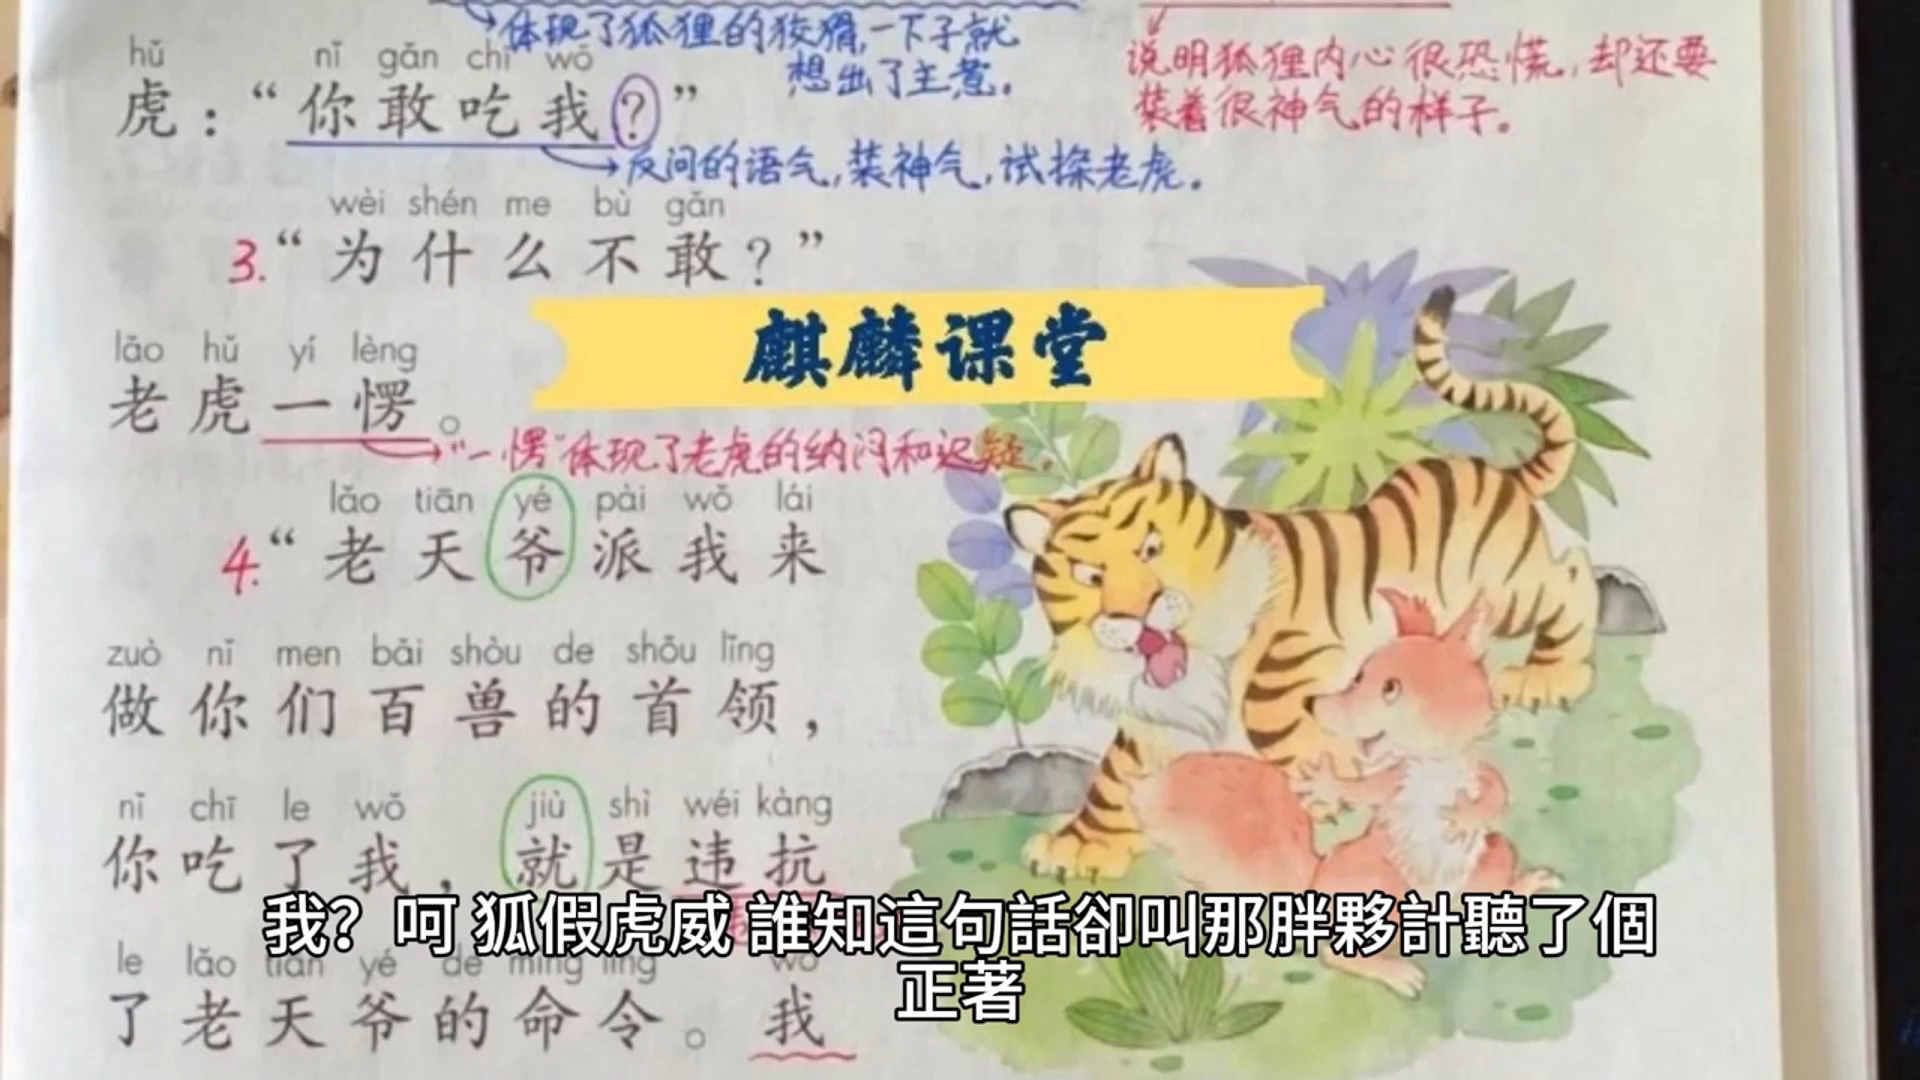 体现了狐狸的狡猾,一下子就
想出了主意。
说明狐狸内心很恐慌,却还要
装着很神气的样子。
hǔ nǐ gǎn chī wǒ
虎：“你敢吃我？”
反问的语气,装神气,试探老虎。
wèi shén me bù gǎn
3.“为什么不敢？”
麒麟课堂
lǎo hǔ yí lèng
老虎一愣。
“一愣”体现了老虎的纳闷和迟疑。
lǎo tiān yé pài wǒ lái
4.“老天爷派我来
zuò nǐ men bǎi shòu de shǒu lǐng
做你们百兽的首领，
nǐ chī le wǒ jiù shì wéi kàng
你吃了我，就是违抗
我？呵 狐假虎威 誰知這句話卻叫那胖夥計聽了個
正著
le lǎo tiān yé de mìng lìng wǒ
了老天爷的命令。我